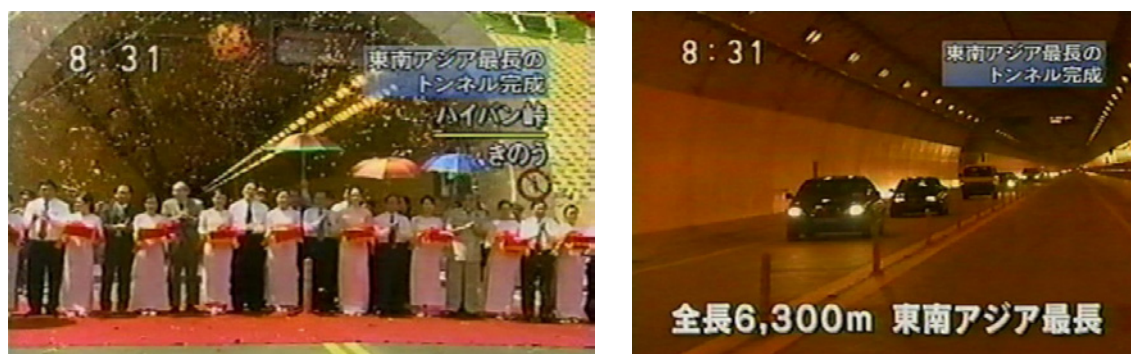 8:31
東南アジア最長の
トンネル完成
ハイバン峠
きのう
8:31
東南アジア最長の
トンネル完成
全長6,300m 東南アジア最長